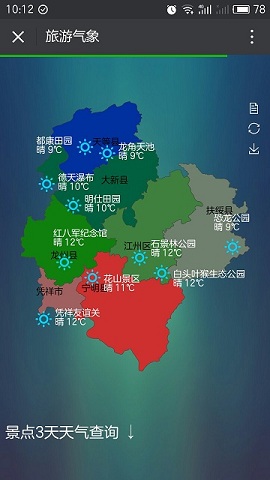 10:12
78
旅游气象
都康田园
晴 9℃
天等县
龙角天池
晴 9℃
德天瀑布
晴 10℃
大新县
明仕田园
晴 10℃
扶绥县
恐龙公园
晴 9℃
红八军纪念馆
晴 12℃
龙州县
江州区
石景林公园
晴 12℃
白头叶猴生态公园
晴 12℃
花山景区
晴 11℃
宁明县
凭祥市
凭祥友谊关
晴 12℃
景点3天天气查询 ↓